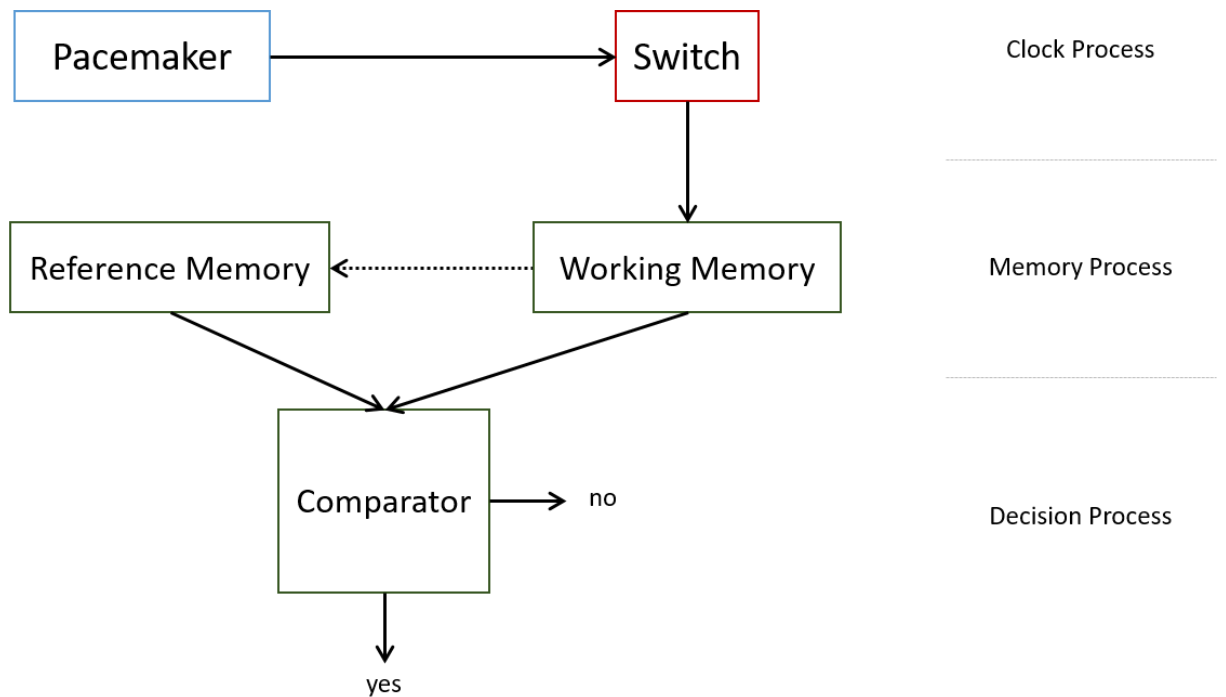 Pacemaker
Switch
Clock Process
Reference Memory
Working Memory
Memory Process
Comparator
no
Decision Process
yes